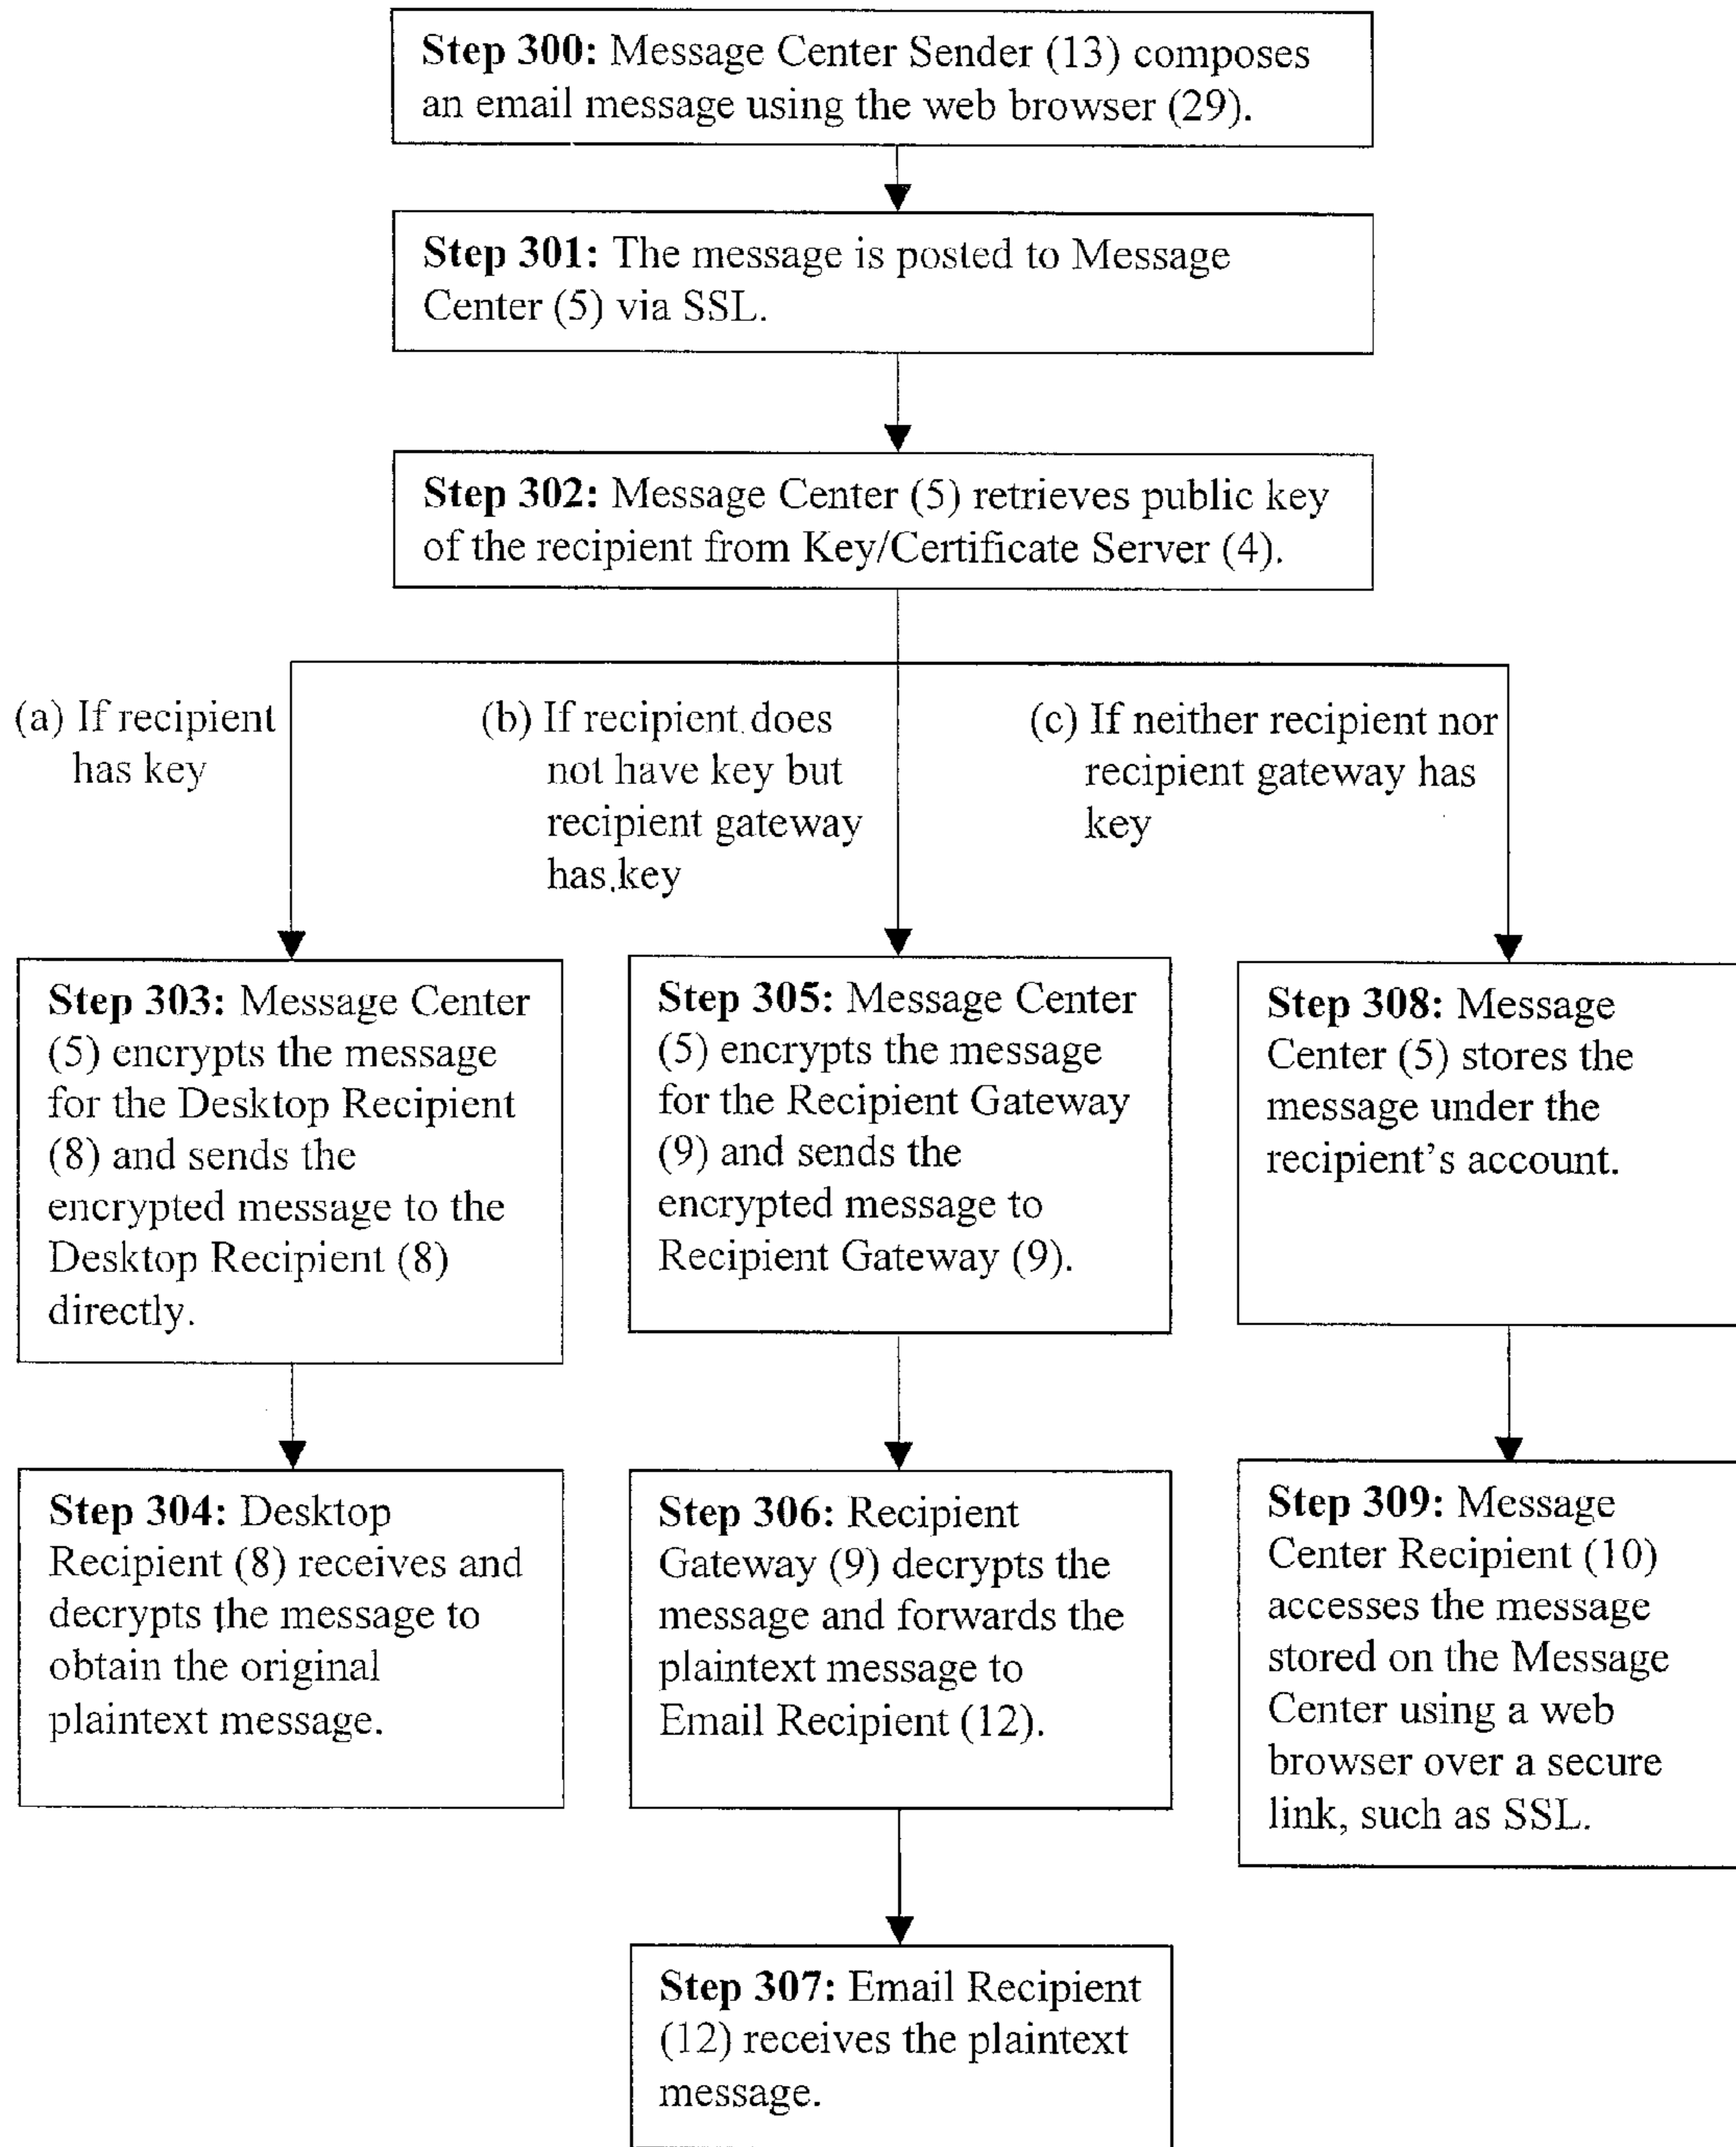 Step 300: Message Center Sender (13) composes
an email message using the web browser (29).
Step 301: The message is posted to Message
Center (5) via SSL.
Step 302: Message Center (5) retrieves public key
of the recipient from Key/Certificate Server (4).
(a) If recipient
has key
(b) If recipient does
not have key but
recipient gateway
has key
(c) If neither recipient nor
recipient gateway has
key
Step 303: Message Center
(5) encrypts the message
for the Desktop Recipient
(8) and sends the
encrypted message to the
Desktop Recipient (8)
directly.
Step 305: Message Center
(5) encrypts the message
for the Recipient Gateway
(9) and sends the
encrypted message to
Recipient Gateway (9).
Step 308: Message
Center (5) stores the
message under the
recipient's account.
Step 304: Desktop
Recipient (8) receives and
decrypts the message to
obtain the original
plaintext message.
Step 306: Recipient
Gateway (9) decrypts the
message and forwards the
plaintext message to
Email Recipient (12).
Step 309: Message
Center Recipient (10)
accesses the message
stored on the Message
Center using a web
browser over a secure
link, such as SSL.
Step 307: Email Recipient
(12) receives the plaintext
message.